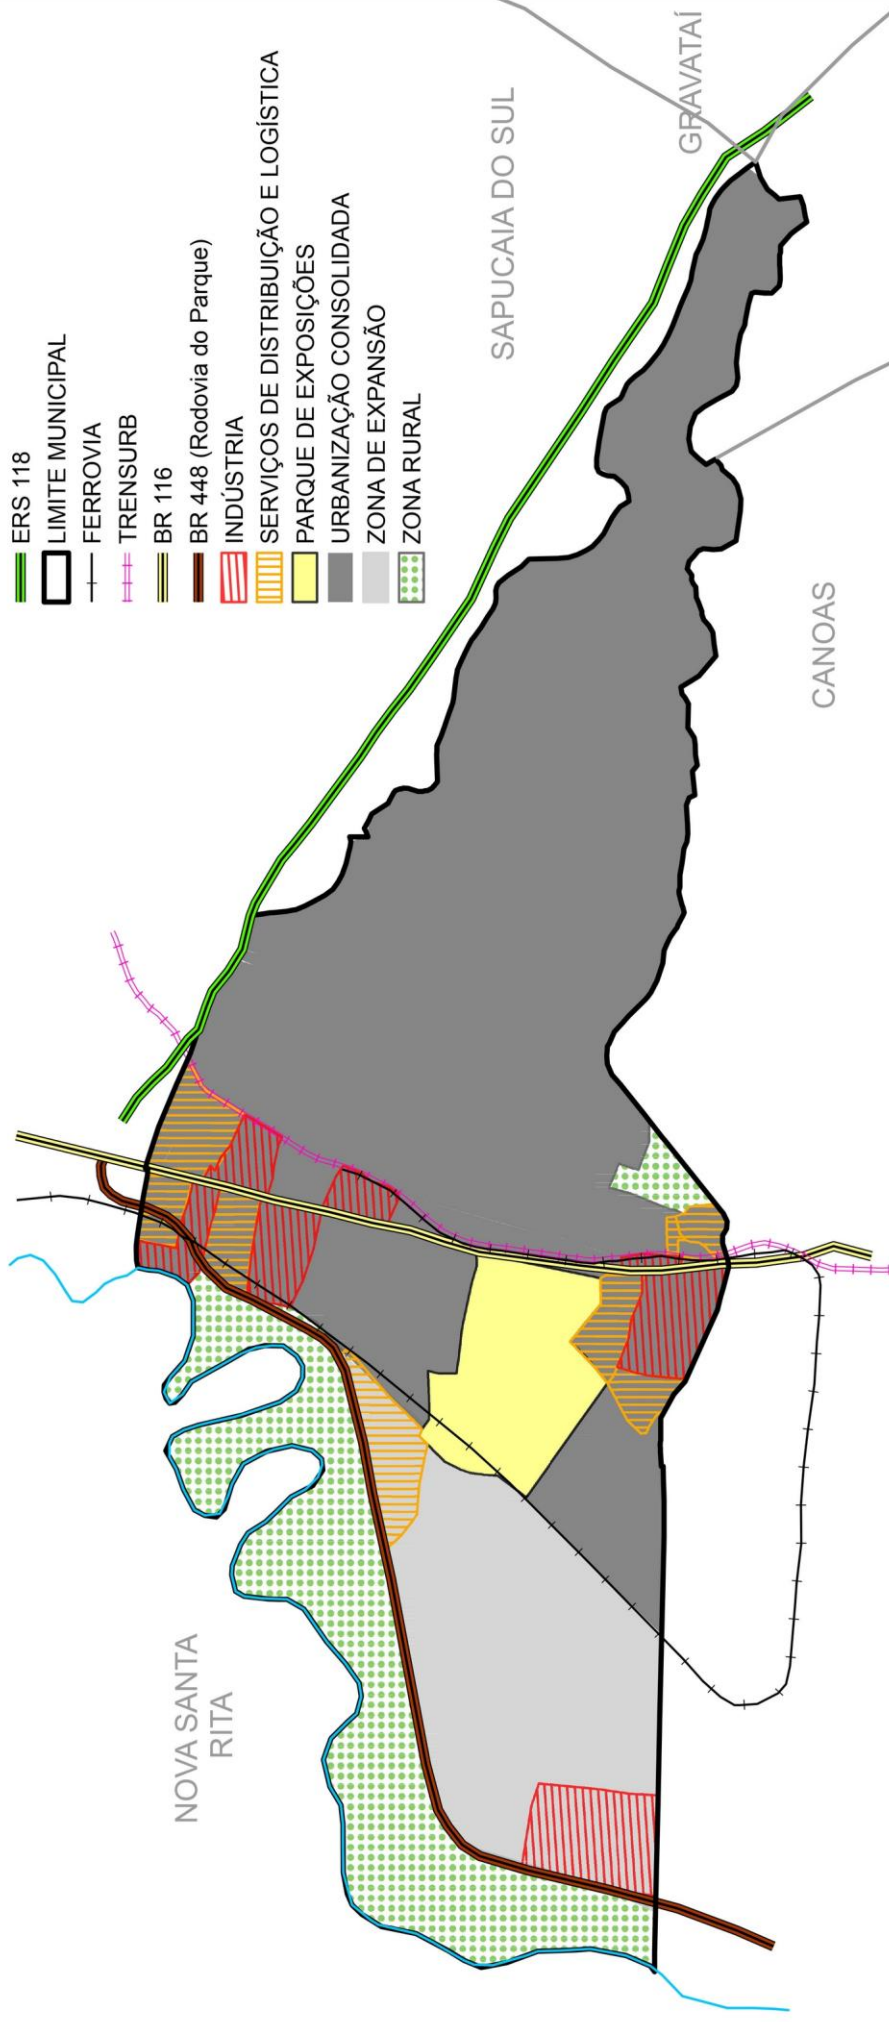 ERS 118
LIMITE MUNICIPAL
FERROVIA
TRENSURB
BR 116
BR 448 (Rodovia do Parque)
INDÚSTRIA
SERVIÇOS DE DISTRIBUIÇÃO E LOGÍSTICA
PARQUE DE EXPOSIÇÕES
URBANIZAÇÃO CONSOLIDADA
ZONA DE EXPANSÃO
ZONA RURAL
NOVA SANTA
RITA
SAPUCAIA DO SUL
GRAVATAÍ
CANOAS